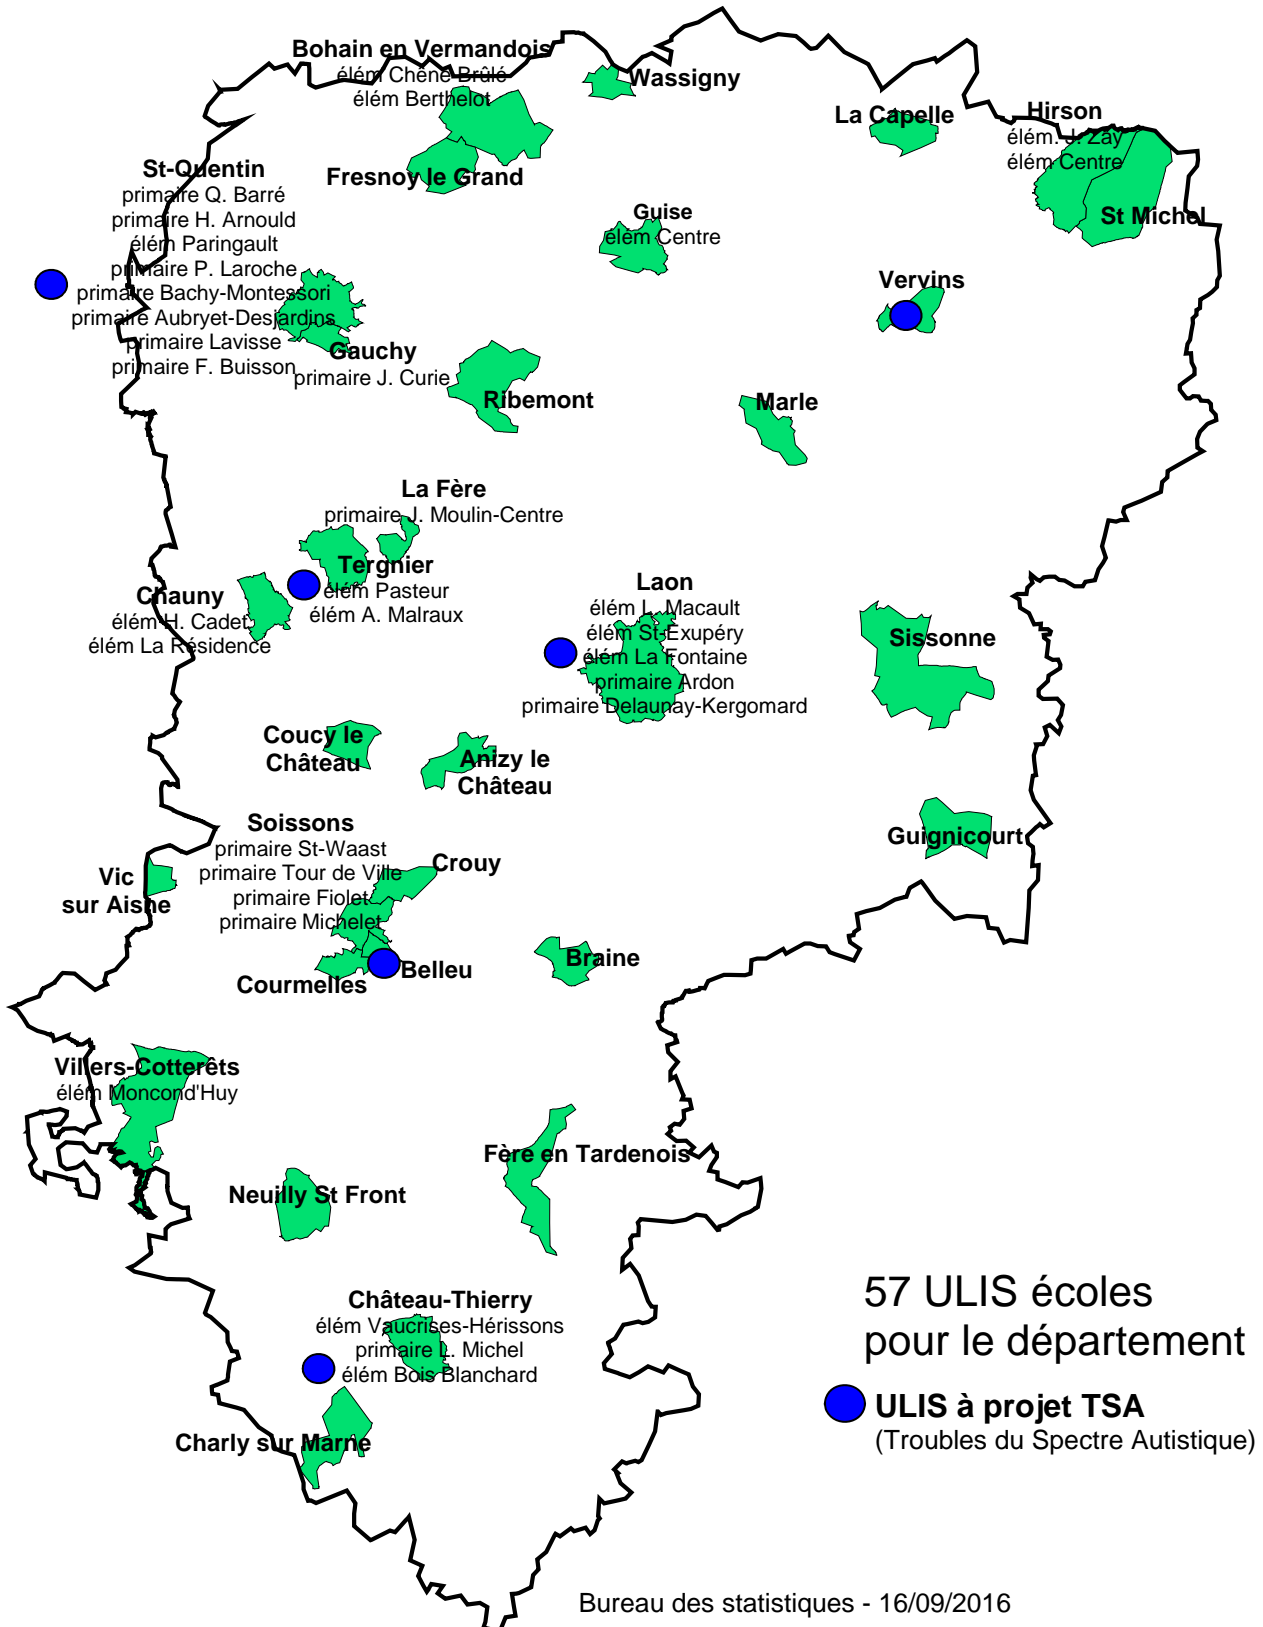 Bohain en Vermandois
élém Chêne Brûlé
élém Berthelot
Wassigny
La Capelle
Hirson
élém. J. Zay
élém Centre
St Michel
Fresnoy le Grand
St-Quentin
primaire Q. Barré
primaire H. Arnould
élém Paringault
primaire P. Laroche
primaire Bachy-Montessori
primaire Aubryet-Desjardins
primaire Lavisse
primaire F. Buisson
Guise
élém Centre
Vervins
Gauchy
primaire J. Curie
Ribemont
Marle
La Fère
primaire J. Moulin-Centre
Tergnier
élém Pasteur
élém A. Malraux
Chauny
élém H. Cadet
élém La Résidence
Laon
élém L. Macault
élém St-Exupéry
élém La Fontaine
primaire Ardon
primaire Delaunay-Kergomard
Sissonne
Coucy le
Château
Anizy le
Château
Guignicourt
Soissons
primaire St-Waast
primaire Tour de Ville
primaire Fiolet
primaire Michelet
Crouy
Vic
sur Aisne
Courmelles
Belleu
Braine
Villers-Cotterêts
élém Moncond'Huy
Fère en Tardenois
Neuilly St Front
Château-Thierry
élém Vaucrises-Hérissons
primaire L. Michel
élém Bois Blanchard
Charly sur Marne
57 ULIS écoles
pour le département
ULIS à projet TSA
(Troubles du Spectre Autistique)
Bureau des statistiques - 16/09/2016